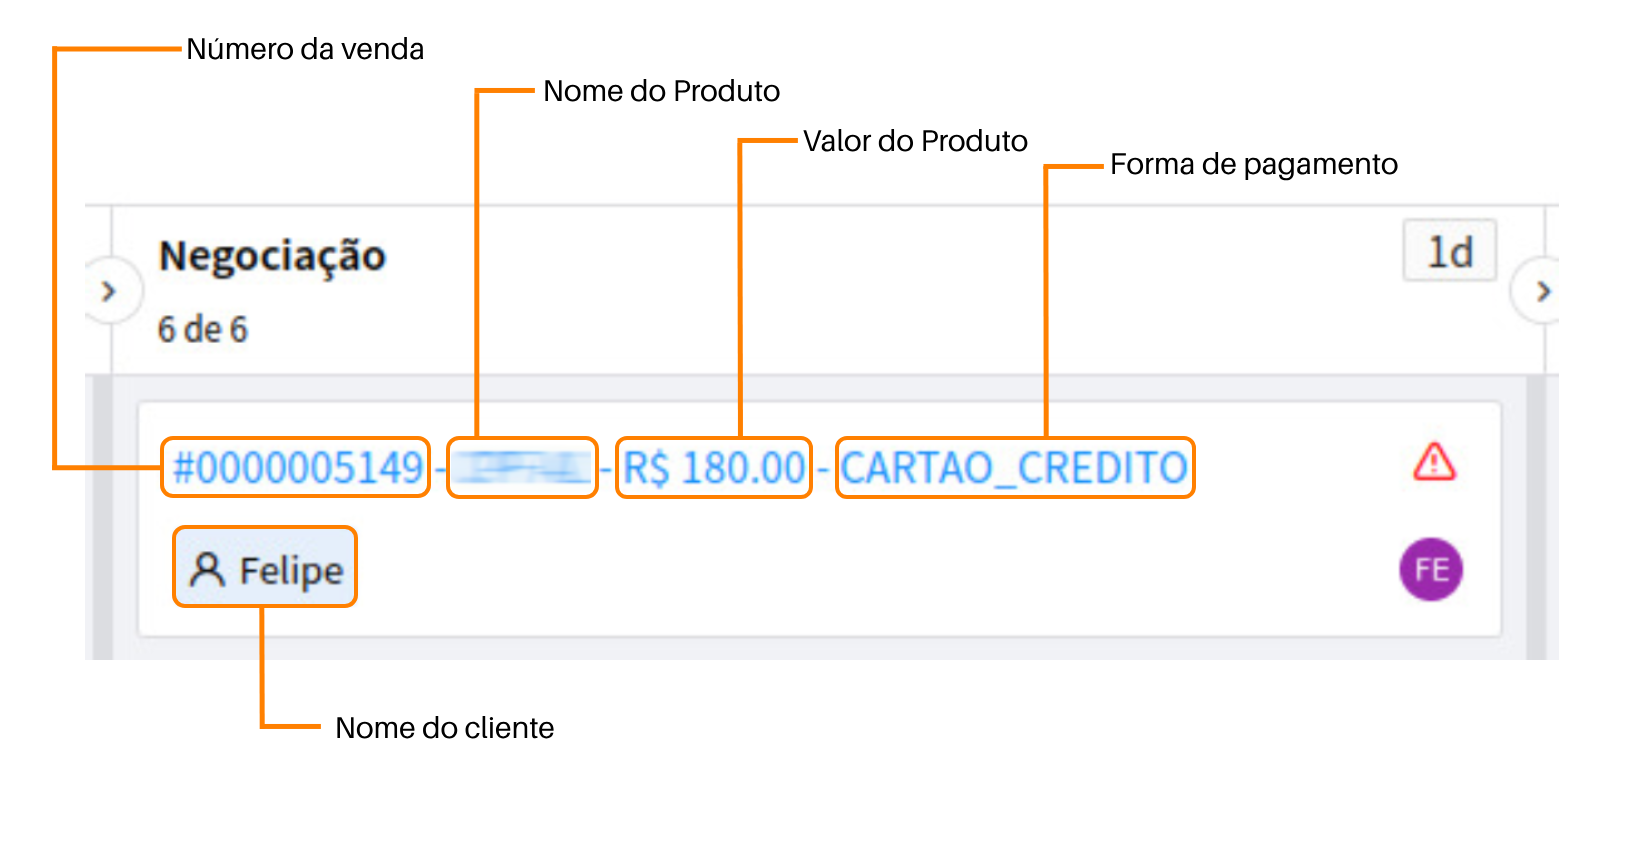 Número da venda
Nome do Produto
Valor do Produto
Forma de pagamento
Negociação
1d
6 de 6
#0000005149 - - R$ 180.00 - CARTAO_CREDITO
Felipe
FE
Nome do cliente